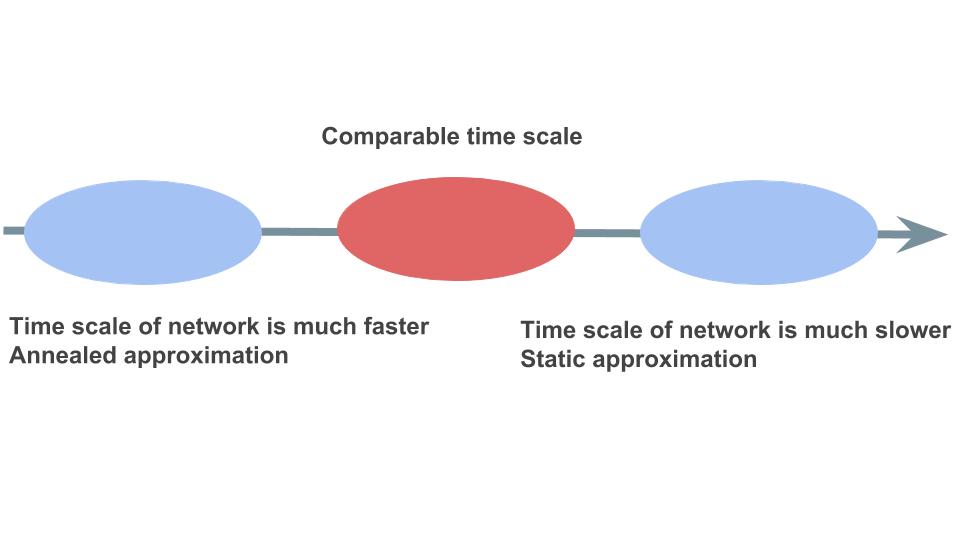 Comparable time scale
Time scale of network is much faster
Annealed approximation
Time scale of network is much slower
Static approximation